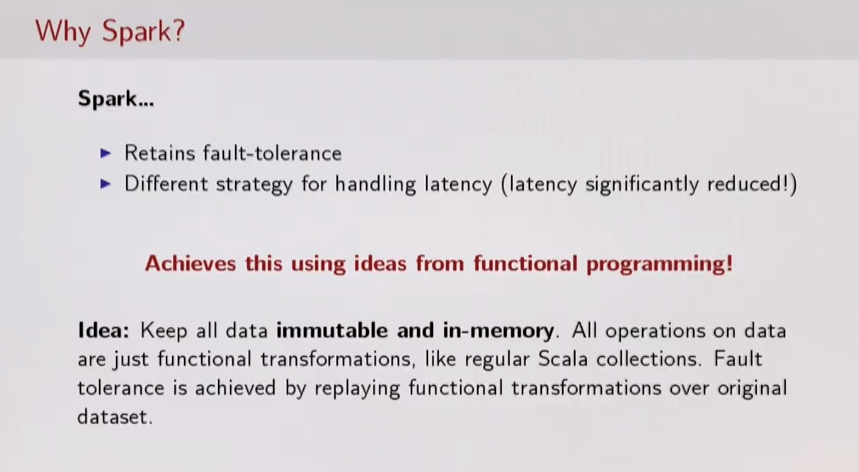 Why Spark?
Spark...
▶ Retains fault-tolerance
▶ Different strategy for handling latency (latency significantly reduced!)
Achieves this using ideas from functional programming!
Idea: Keep all data immutable and in-memory. All operations on data
are just functional transformations, like regular Scala collections. Fault
tolerance is achieved by replaying functional transformations over original
dataset.